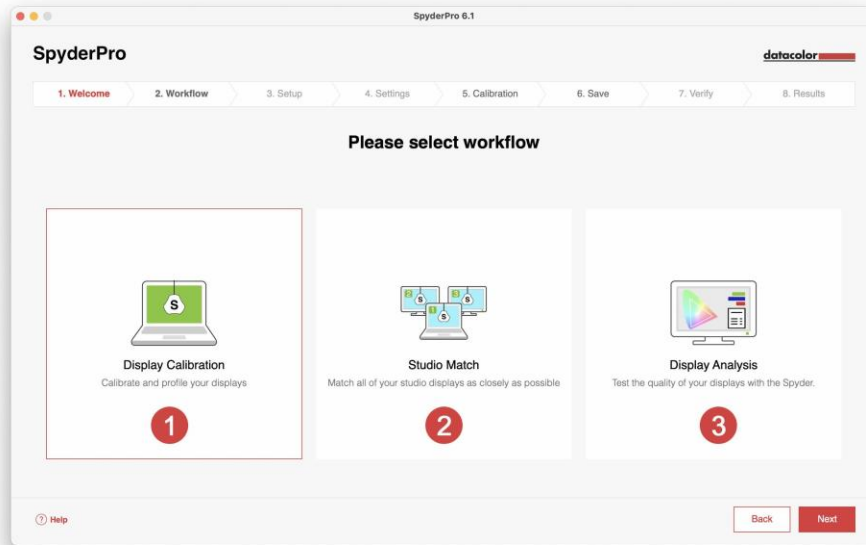 SpyderPro 6.1
SpyderPro
datacolor
1. Welcome
2. Workflow
3. Setup
4. Settings
5. Calibration
6. Save
7. Verify
8. Results
Please select workflow
S
Display Calibration
Calibrate and profile your displays
1
2
S
3
S
1
S
Studio Match
Match all of your studio displays as closely as possible
2
Display Analysis
Test the quality of your displays with the Spyder.
3
? Help
Back
Next